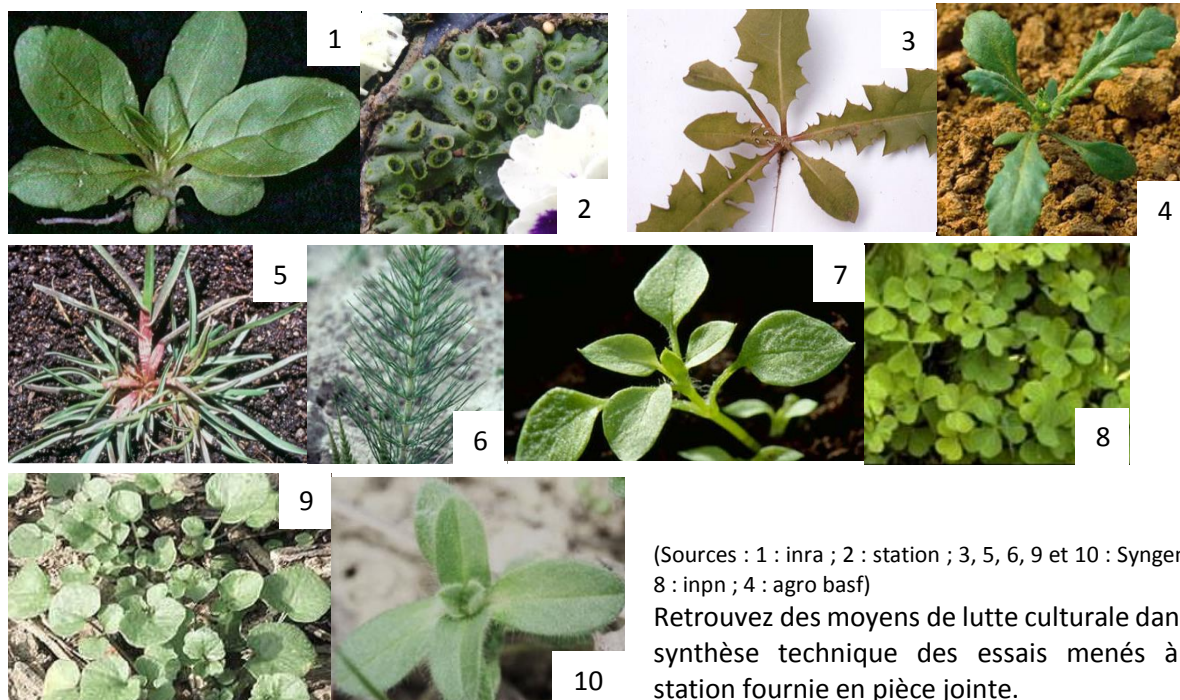 1
2
3
4
5
6
7
8
9
10
(Sources : 1 : inra ; 2 : station ; 3, 5, 6, 9 et 10 :
8 : inpn ; 4 : agro basf)
Retrouvez des moyens de lutte culturale
synthèse technique des essais menés à
station fournie en pièce jointe.